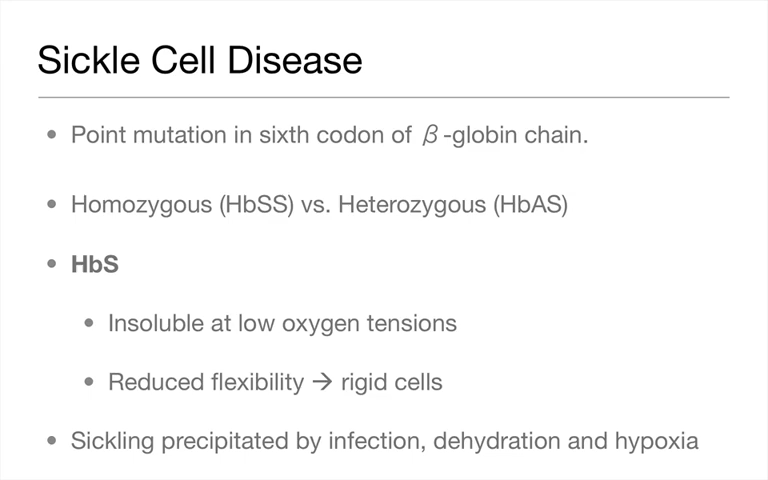 Sickle Cell Disease
• Point mutation in sixth codon of β-globin chain.
• Homozygous (HbSS) vs. Heterozygous (HbAS)
• HbS
• Insoluble at low oxygen tensions
• Reduced flexibility → rigid cells
• Sickling precipitated by infection, dehydration and hypoxia